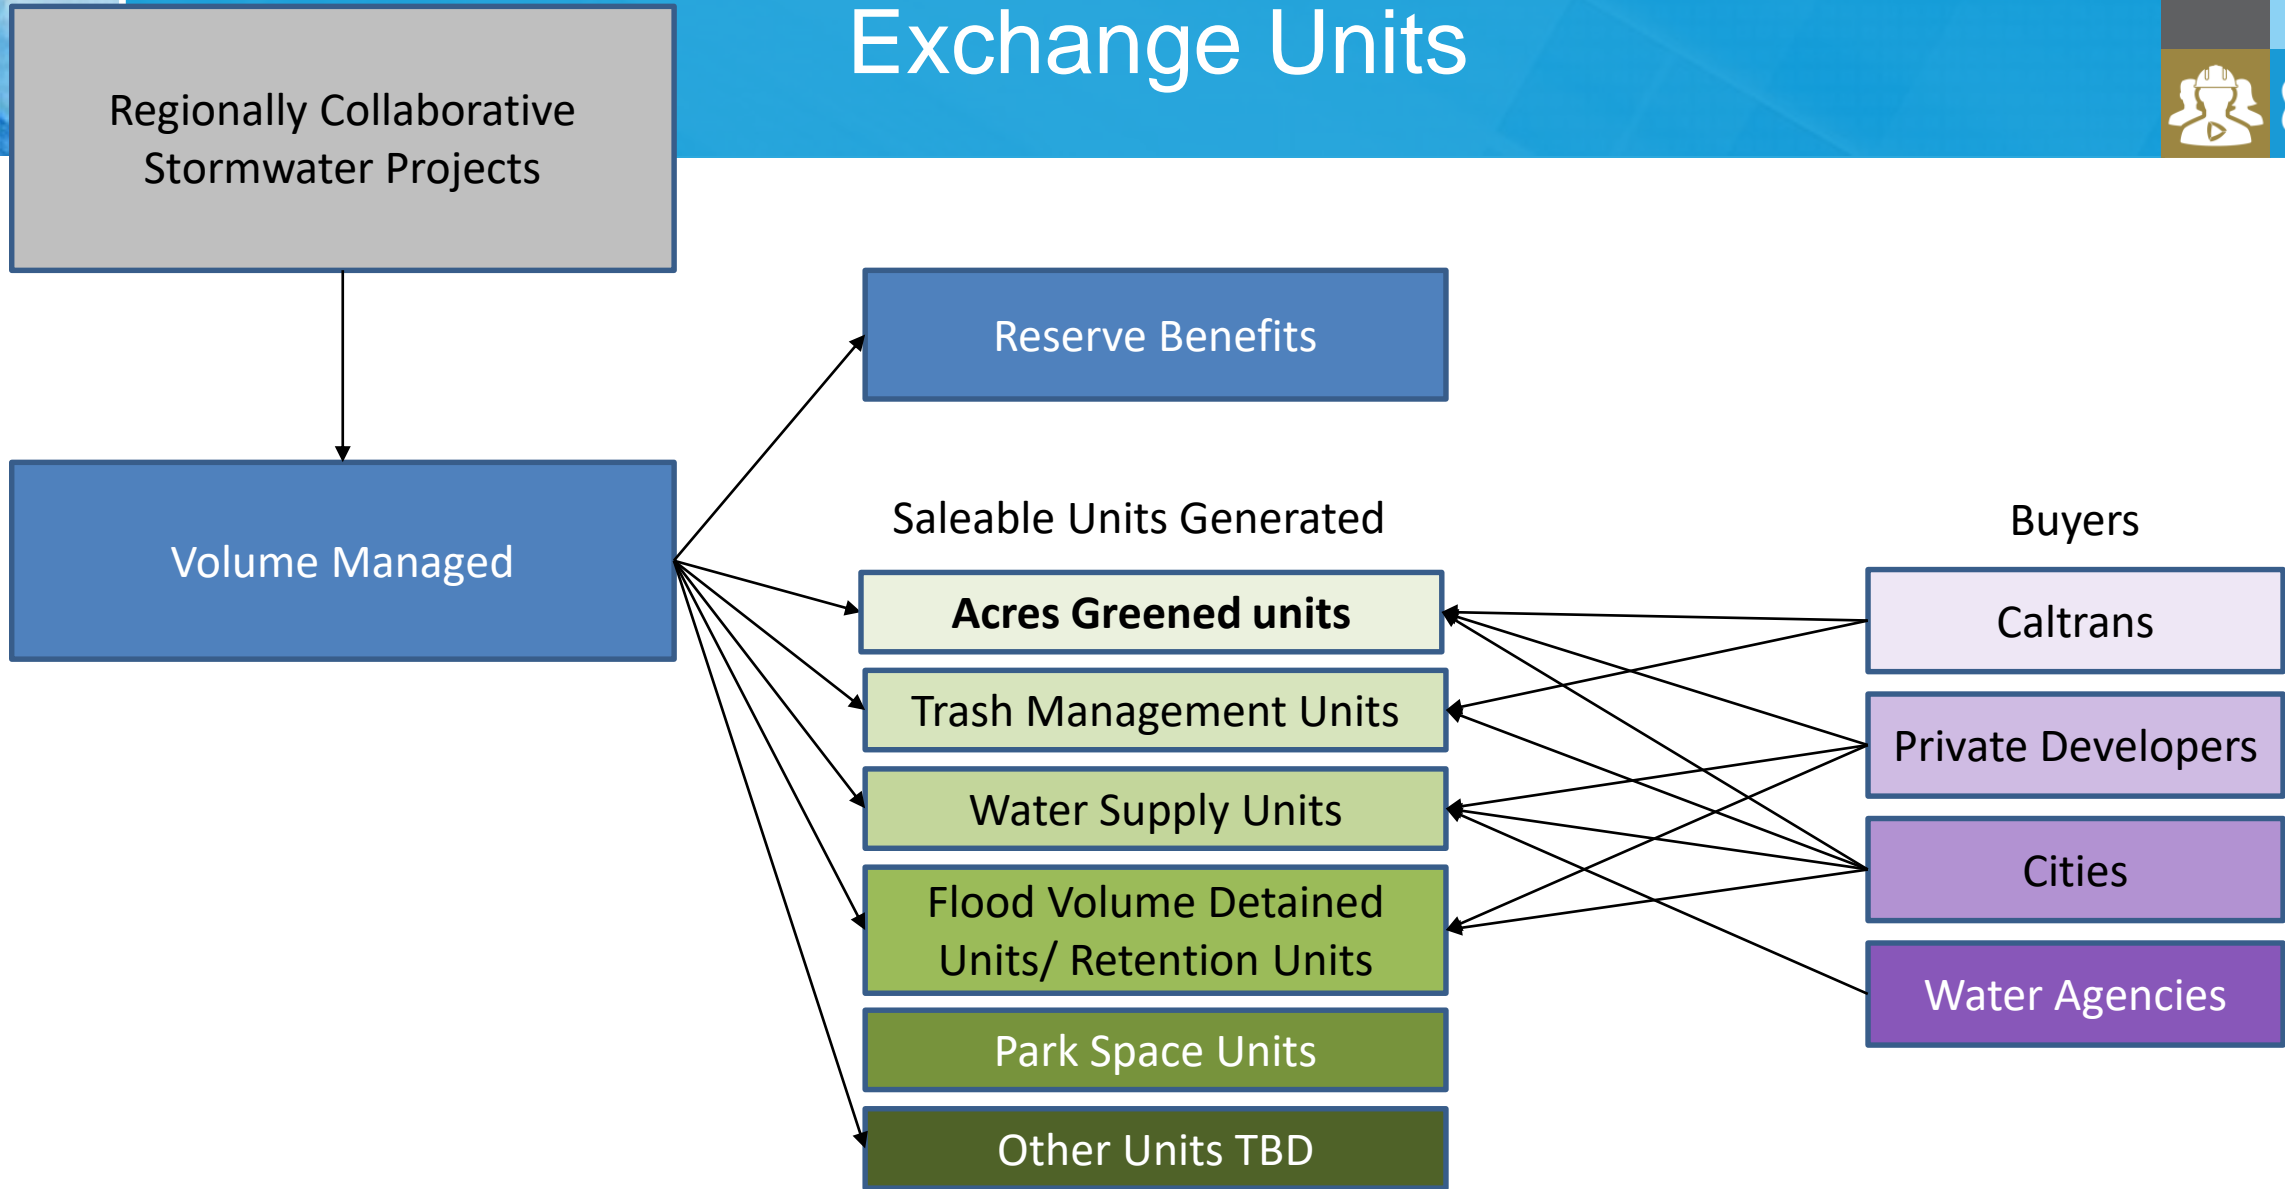 Exchange Units
Regionally Collaborative
Stormwater Projects
Reserve Benefits
Volume Managed
Saleable Units Generated
Buyers
Acres Greened units
Trash Management Units
Water Supply Units
Flood Volume Detained
Units/ Retention Units
Park Space Units
Other Units TBD
Caltrans
Private Developers
Cities
Water Agencies